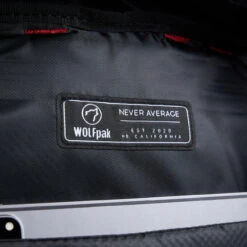 NEVER AVERAGE
WOLFpak
EST 2020
HB, CALIFORNIA